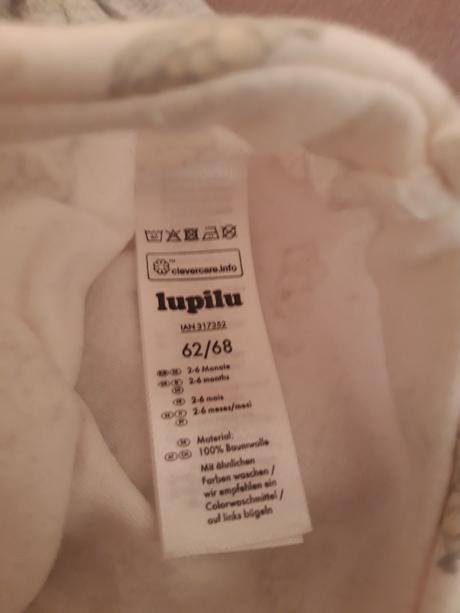 clevercare.info
lupilu
IAN 317352
62/68
2-6 Monate
2-6 months
2-6 mois
2-6 meses/mesi
Material:
100% Baumwolle
Mit ähnlichen
Farben waschen /
wir empfehlen ein
Colorwaschmittel /
auf links bügeln